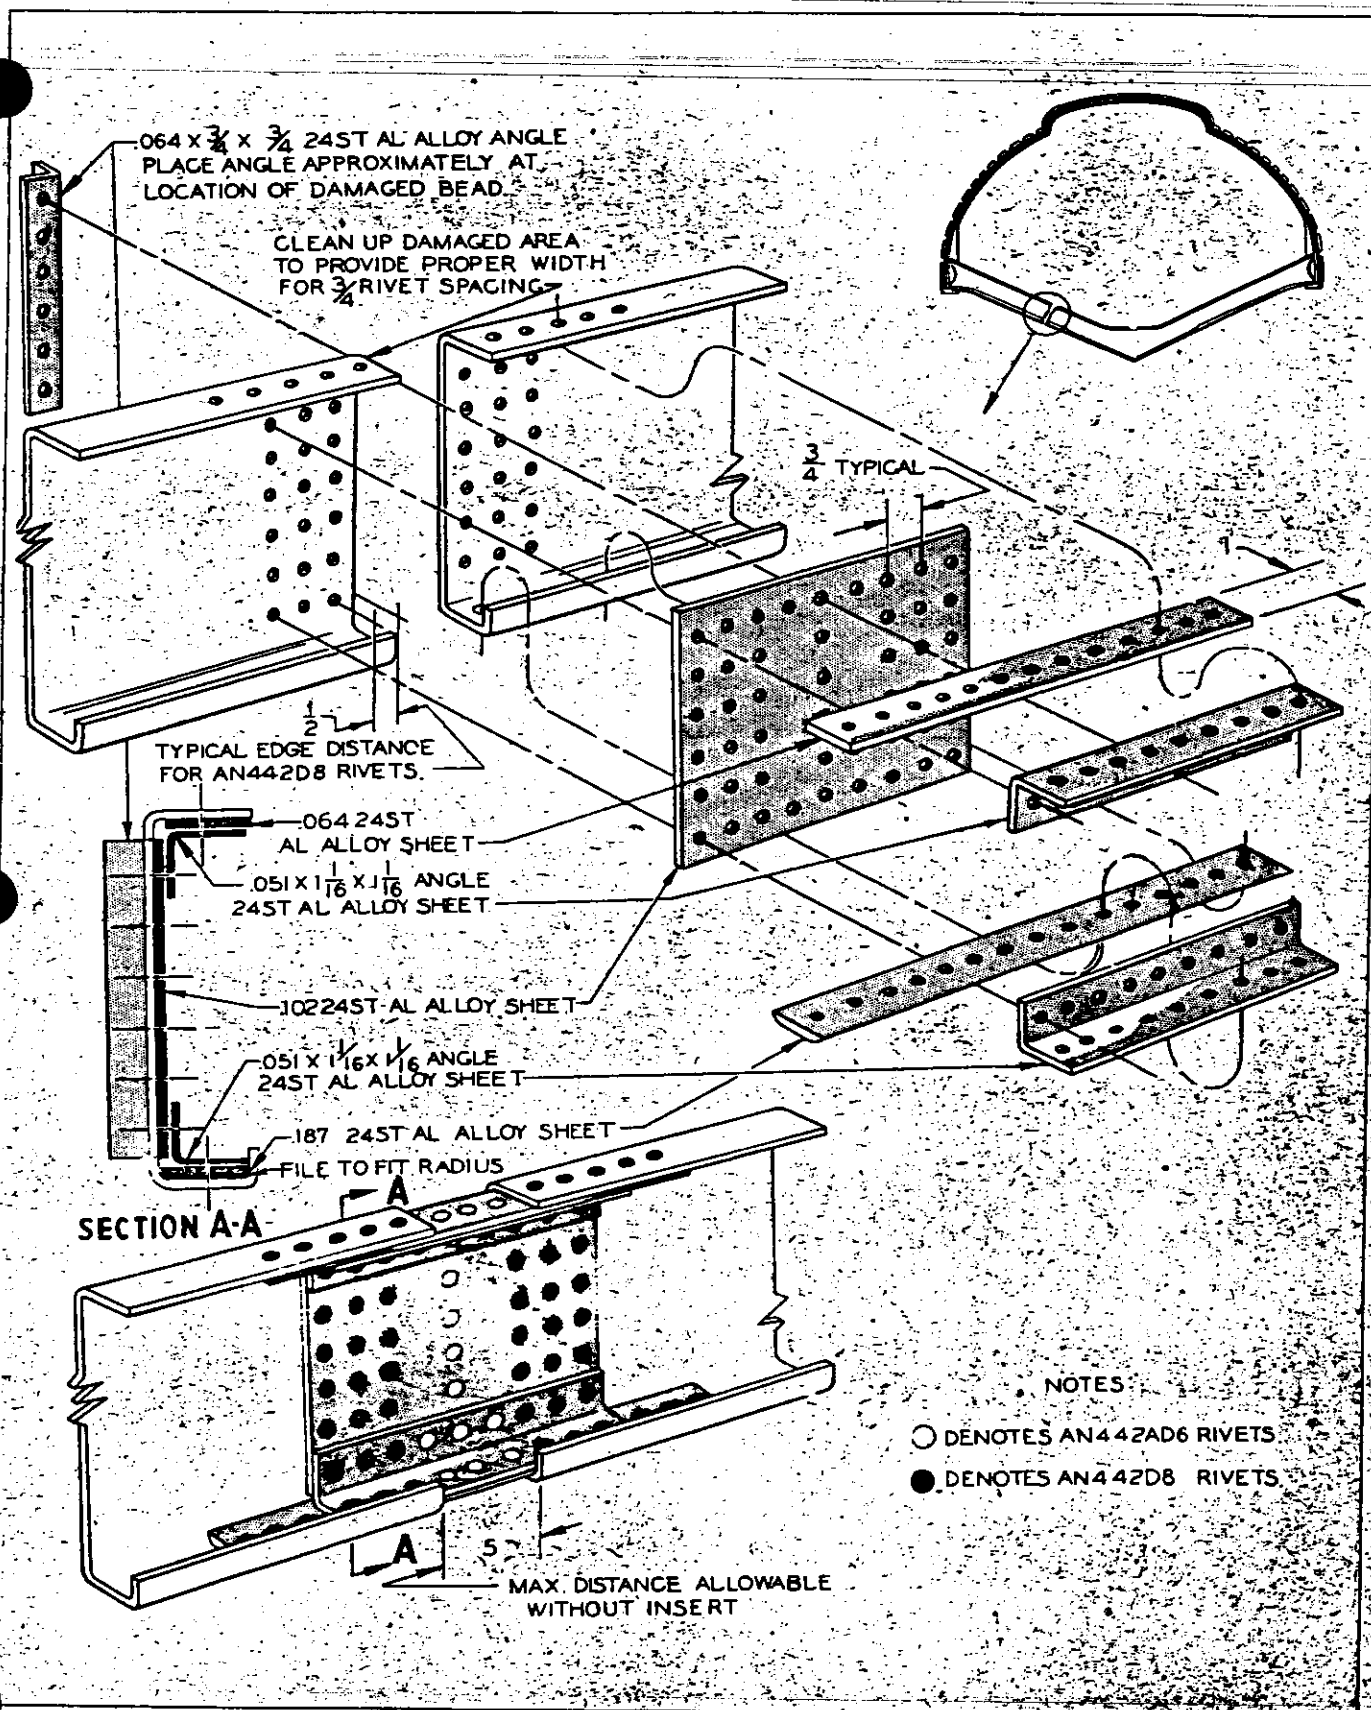 .064 X 3/4 X 3/4 24ST AL ALLOY ANGLE
PLACE ANGLE APPROXIMATELY AT
LOCATION OF DAMAGED BEAD
CLEAN UP DAMAGED AREA
TO PROVIDE PROPER WIDTH
FOR 3/4 RIVET SPACING
3/4 TYPICAL
1/2
TYPICAL EDGE DISTANCE
FOR AN442D8 RIVETS.
.064 24ST
AL ALLOY SHEET
.051 X 1 1/16 X 1 1/16 ANGLE
24ST AL ALLOY SHEET
.102 24ST AL ALLOY SHEET
.051 X 1 1/16 X 1 1/16 ANGLE
24ST AL ALLOY SHEET
.187 24ST AL ALLOY SHEET
FILE TO FIT RADIUS
SECTION A-A
A
A
5
MAX. DISTANCE ALLOWABLE
WITHOUT INSERT
NOTES
DENOTES AN442AD6 RIVETS
DENOTES AN442D8 RIVETS